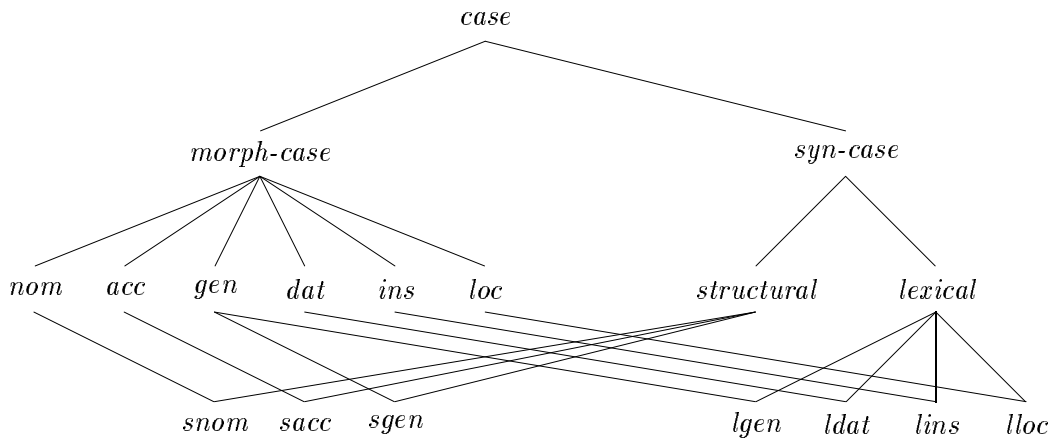 case
morph-case syn-case
nom acc gen dat ins loc structural lexical
snom sacc sgen lgen ldat lins lloc